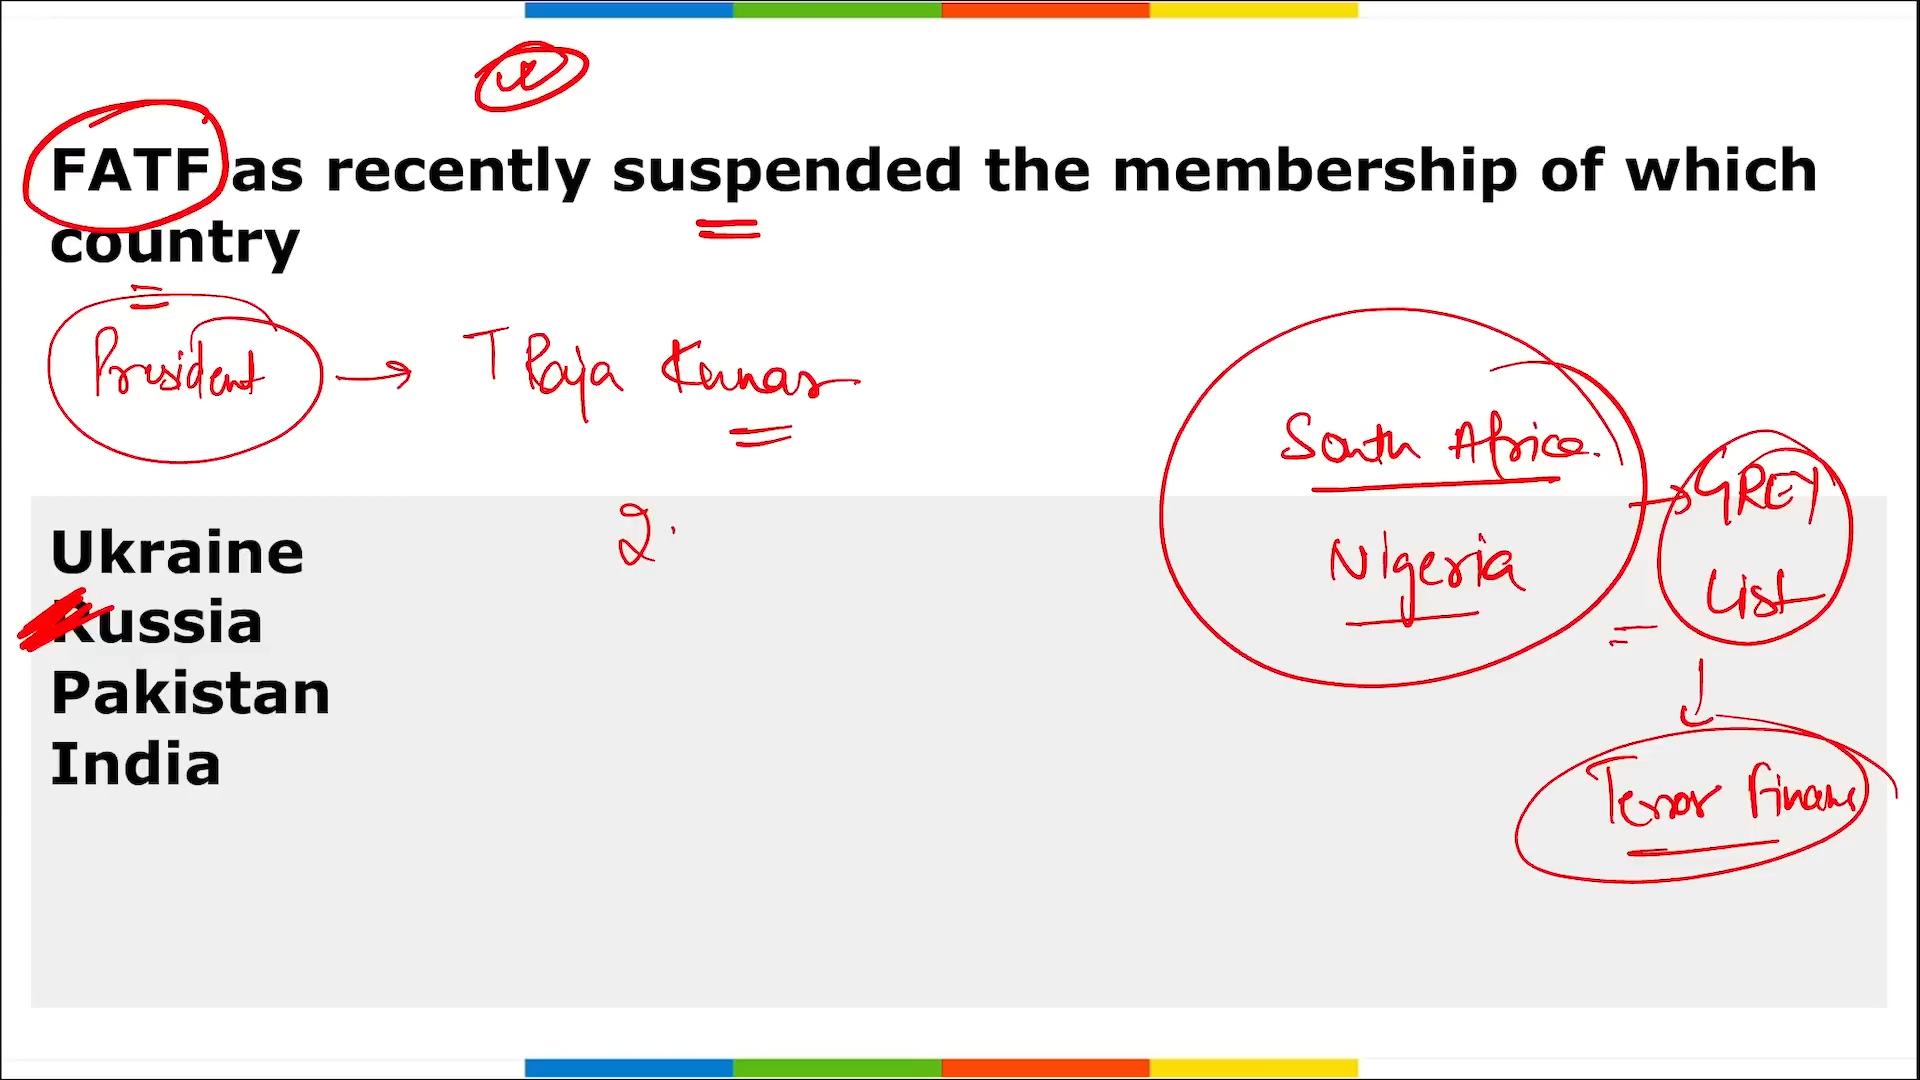 FATF as recently suspended the membership of which
country
President → T Raja Kumar
South Africa.
Nigeria
→ GREY
List
Terror Finance
2.
Ukraine
Russia
Pakistan
India